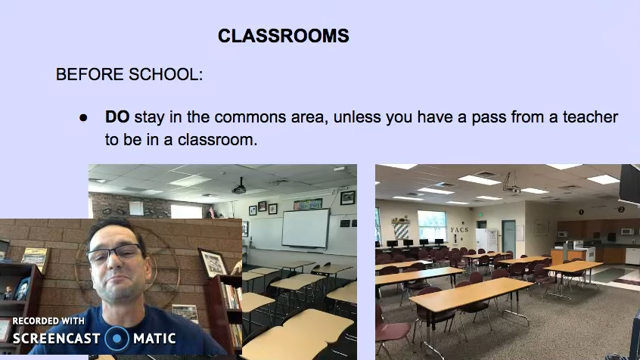 CLASSROOMS
BEFORE SCHOOL:
● DO stay in the commons area, unless you have a pass from a teacher
to be in a classroom.
FACS
RECORDED WITH
SCREENCAST MATIC